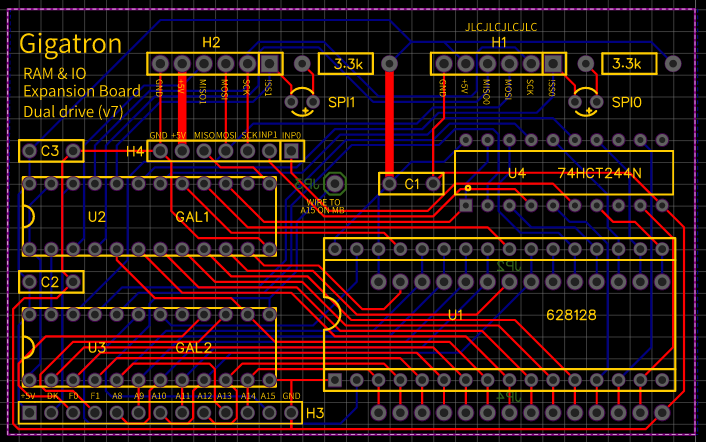 JLCJLCJLCJLC
Gigatron
H2
H1
RAM & IO
Expansion Board
Dual drive (v7)
3.3k
3.3k
GND
+5V
MISO1
MOSI
SCK
/SS1
GND
+5V
MISO0
MOSI
SCK
/SS0
SPI1
SPI0
GND +5V MISO MOSI SCK INP1 INP0
C3
H4
U4 74HCT244N
C1
JP3
WIRE TO
A15 ON MB
U2 GAL1
JP2
C2
U1 628128
U3 GAL2
+5V DK F0 F1 A8 A9 A10 A11 A12 A13 A14 A15 GND
JP4
H3